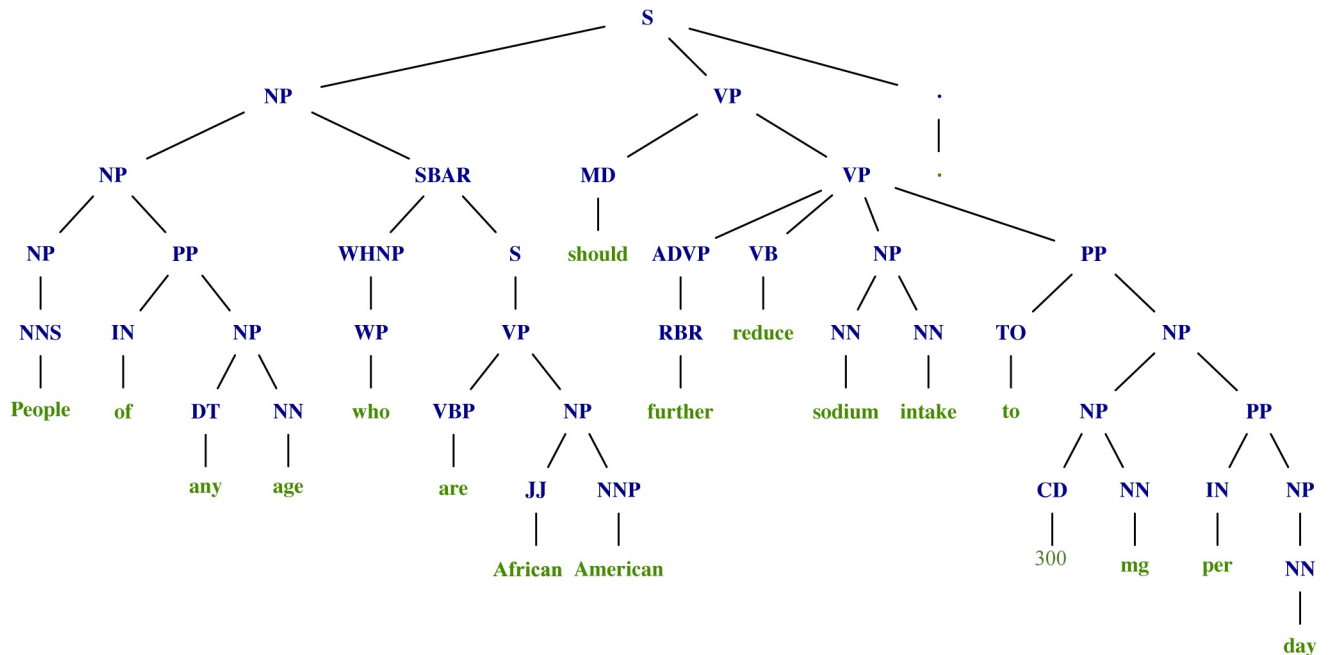 S
NP VP .
NP SBAR MD VP .
NP PP WHNP S should ADVP VB NP PP
NNS IN NP WP VP RBR reduce NN NN TO NP
People of DT NN who VBP NP further sodium intake to NP PP
any age are JJ NNP CD NN IN NP
African American 300 mg per NN
day